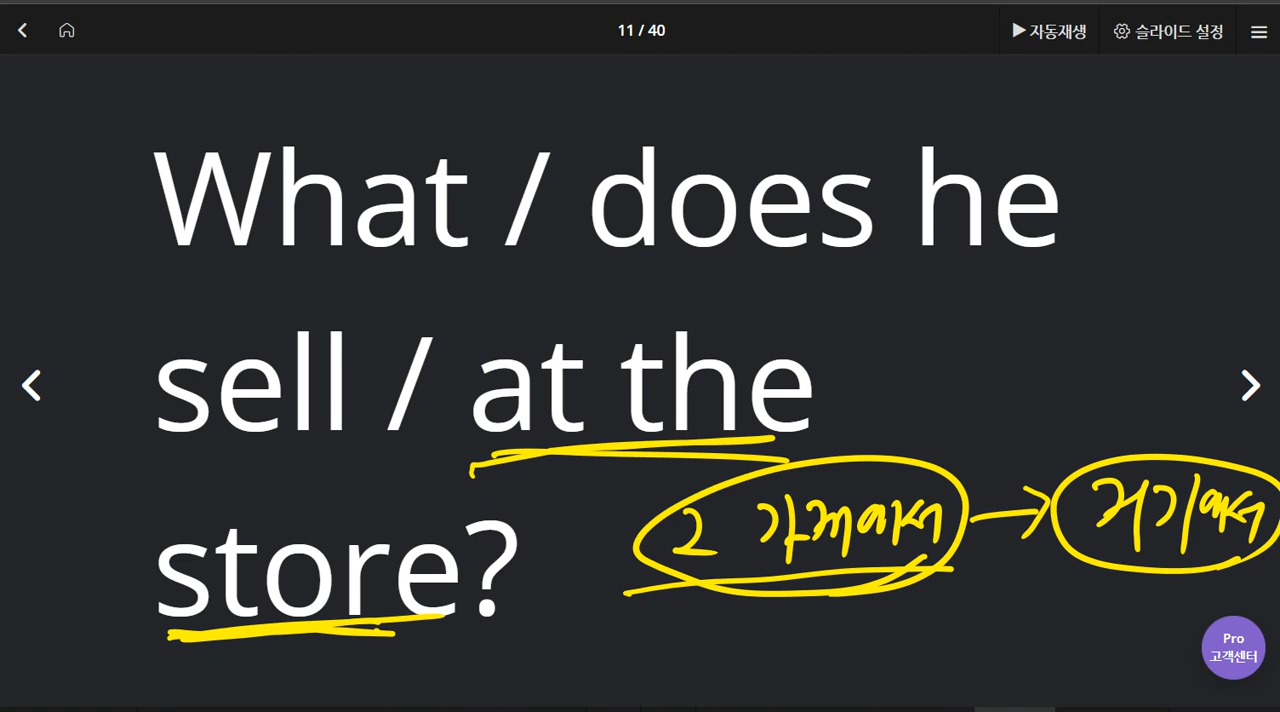 11 / 40
▶ 자동재생
슬라이드 설정
What / does he
sell / at the
store?
그 가게에서 → 거기에서
Pro
고객센터